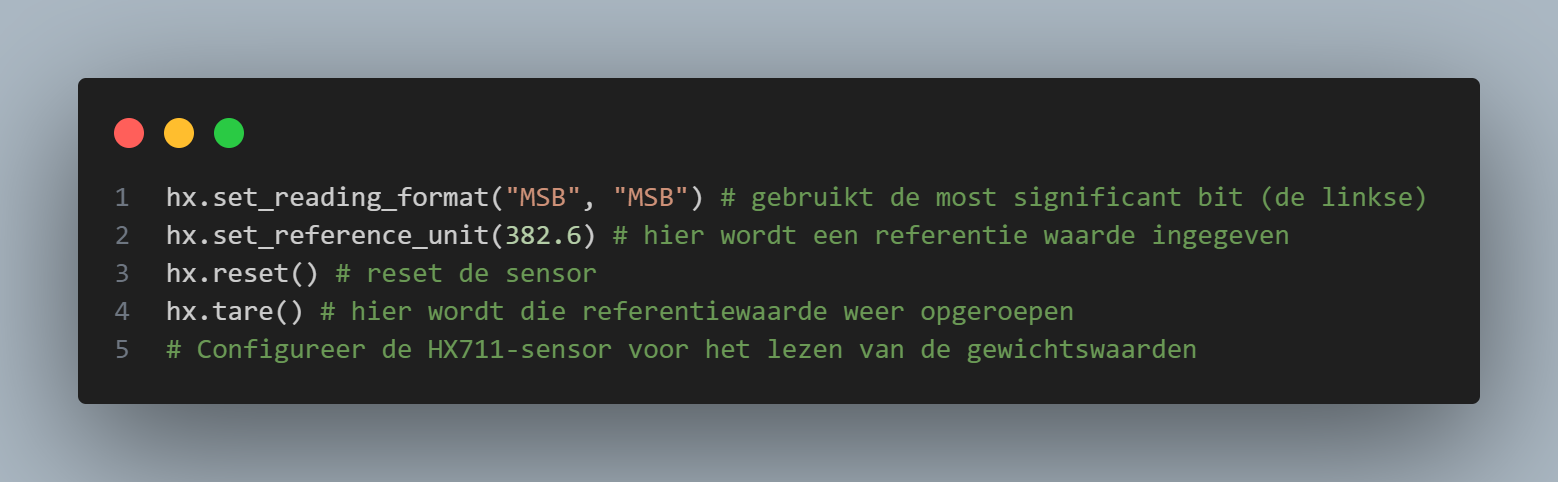 1 hx.set_reading_format("MSB", "MSB") # gebruikt de most significant bit (de linkse)
2 hx.set_reference_unit(382.6) # hier wordt een referentie waarde ingegeven
3 hx.reset() # reset de sensor
4 hx.tare() # hier wordt die referentiewaarde weer opgeroepen
5 # Configureer de HX711-sensor voor het lezen van de gewichtswaarden